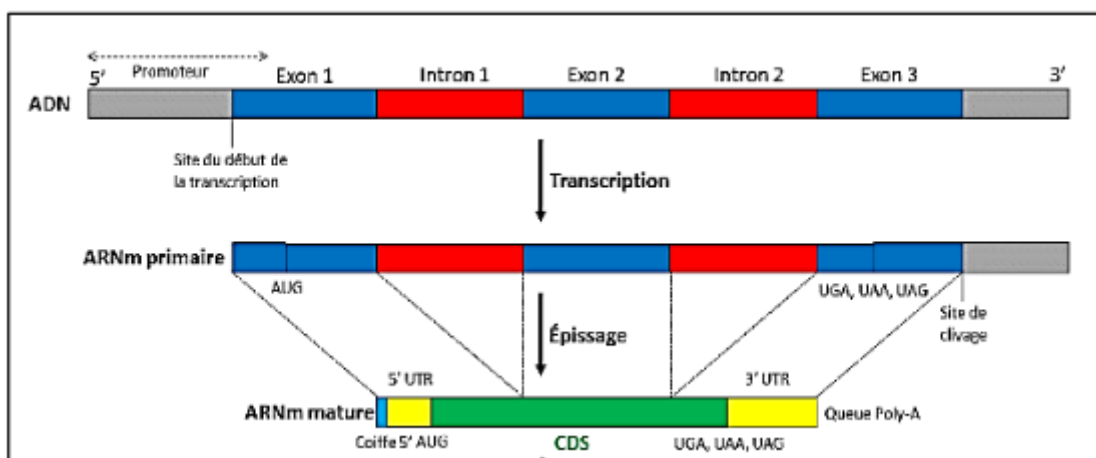 Promoteur
5' Exon 1 Intron 1 Exon 2 Intron 2 Exon 3 3'
ADN
Site du début de
la transcription
Transcription
ARNm primaire
AUG
UGA, UAA, UAG
Site de
clivage
Épissage
5' UTR
3' UTR
ARNm mature
Queue Poly-A
Coiffe 5' AUG
CDS
UGA, UAA, UAG